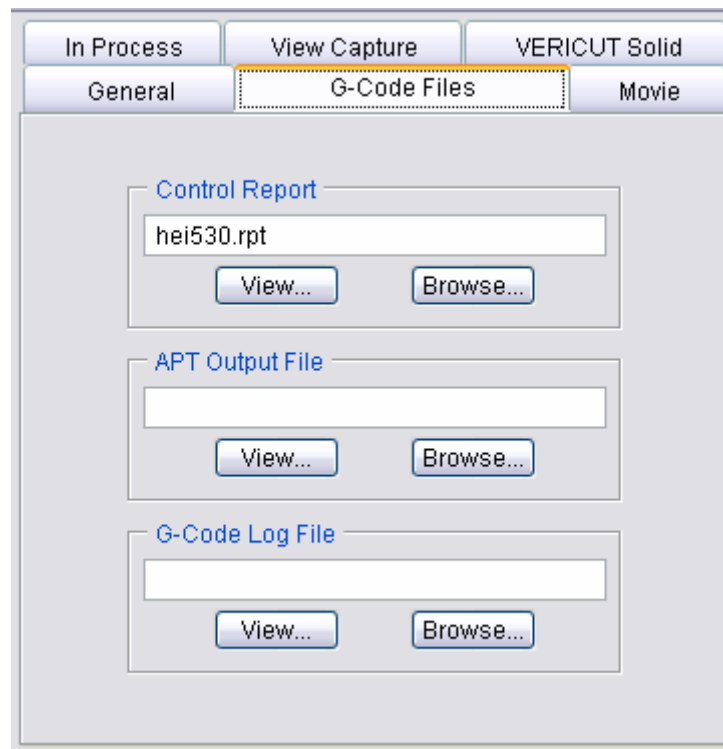 In Process View Capture VERICUT Solid
General G-Code Files Movie
Control Report
hei530.rpt
View... Browse...
APT Output File
View... Browse...
G-Code Log File
View... Browse...